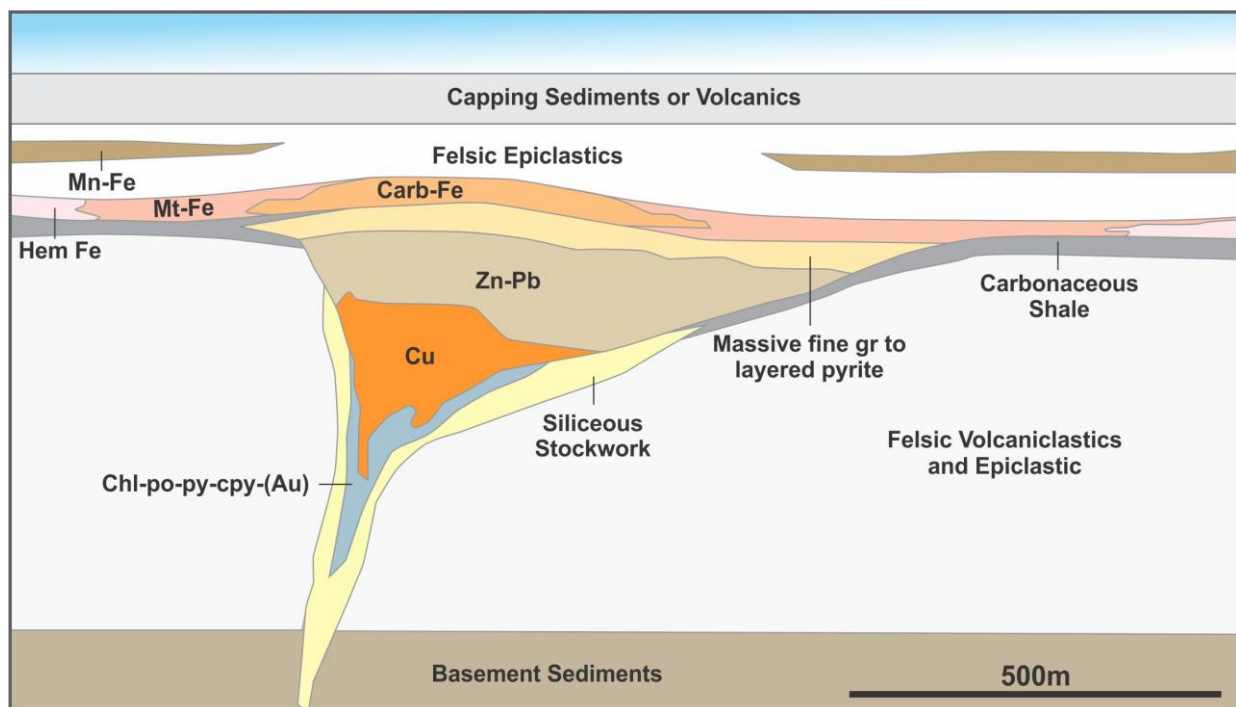 Capping Sediments or Volcanics
Felsic Epiclastics
Mn-Fe
Carb-Fe
Mt-Fe
Hem Fe
Zn-Pb
Carbonaceous
Shale
Massive fine gr to
layered pyrite
Cu
Siliceous
Stockwork
Felsic Volcaniclastics
and Epiclastic
Chl-po-py-cpy-(Au)
Basement Sediments
500m